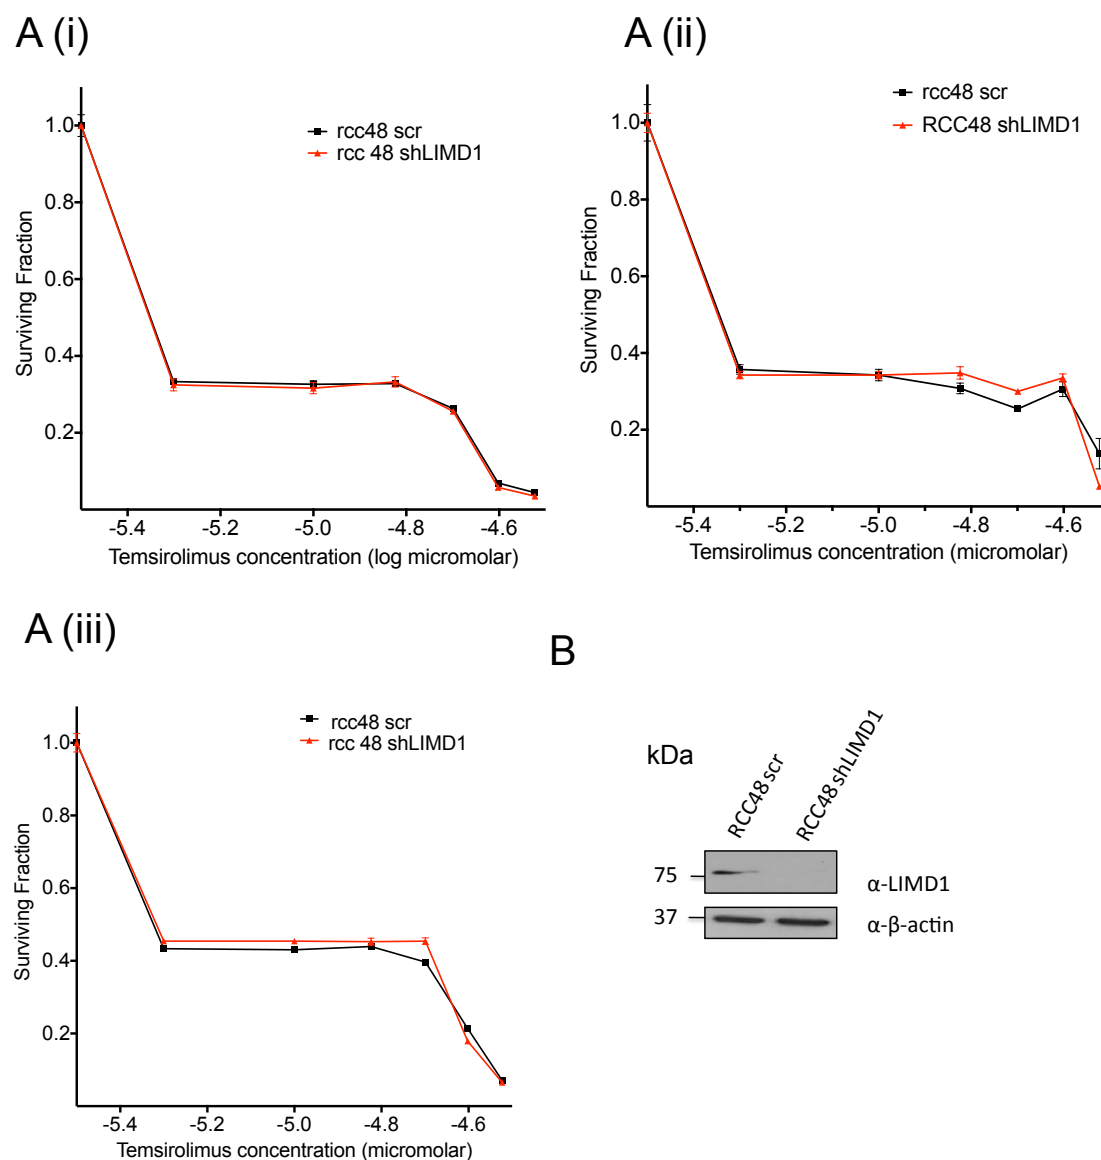 A (i)
1.0
0.8
0.6
0.4
0.2
Surviving Fraction
rcc48 scr
rcc 48 shLIMD1
-5.4 -5.2 -5.0 -4.8 -4.6
Temsirolimus concentration (log micromolar)
A (ii)
1.0
0.8
0.6
0.4
0.2
Surviving Fraction
rcc48 scr
RCC48 shLIMD1
-5.4 -5.2 -5.0 -4.8 -4.6
Temsirolimus concentration (micromolar)
A (iii)
1.0
0.8
0.6
0.4
0.2
Surviving Fraction
rcc48 scr
rcc 48 shLIMD1
-5.4 -5.2 -5.0 -4.8 -4.6
Temsirolimus concentration (micromolar)
B
kDa
RCC48 scr
RCC48 shLIMD1
75
α-LIMD1
37
α-β-actin